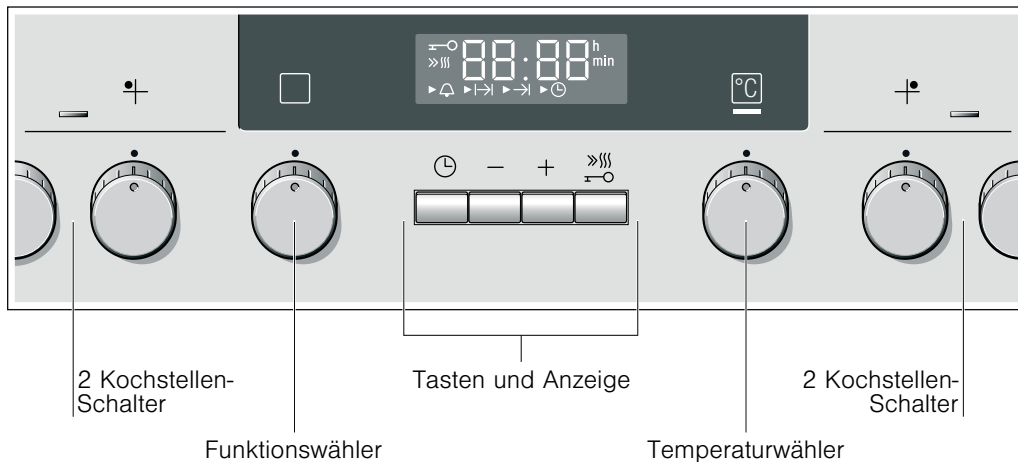 88:88 h
min
°C
2 Kochstellen-
Schalter
Tasten und Anzeige
2 Kochstellen-
Schalter
Funktionswähler
Temperaturwähler